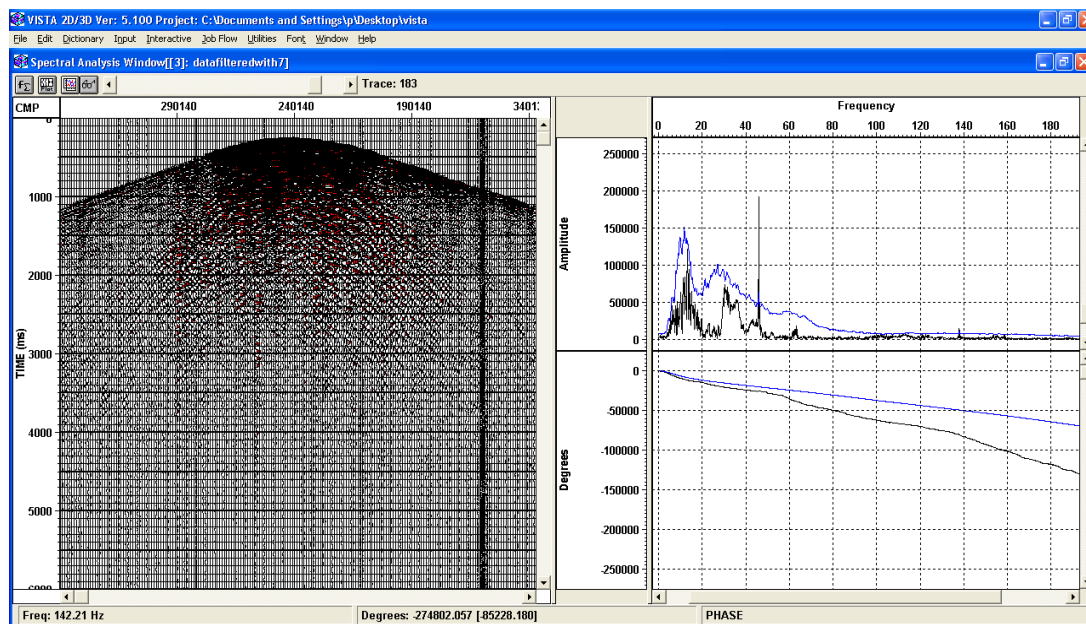 VISTA 2D/3D Ver: 5.100 Project: C:\Documents and Settings\p\Desktop\vista
File Edit Dictionary Input Interactive Job Flow Utilities Font Window Help
Spectral Analysis Window[[3]: datafilteredwith7]
Trace: 183
CMP 290140 240140 190140
TIME (ms)
1000
2000
3000
4000
5000
Frequency
0 20 40 60 80 100 120 140 160 180
Amplitude
250000
200000
150000
100000
50000
0
Degrees
0
-50000
-100000
-150000
-200000
-250000
Freq: 142.21 Hz Degrees: -274802.057 [-85228.180] PHASE